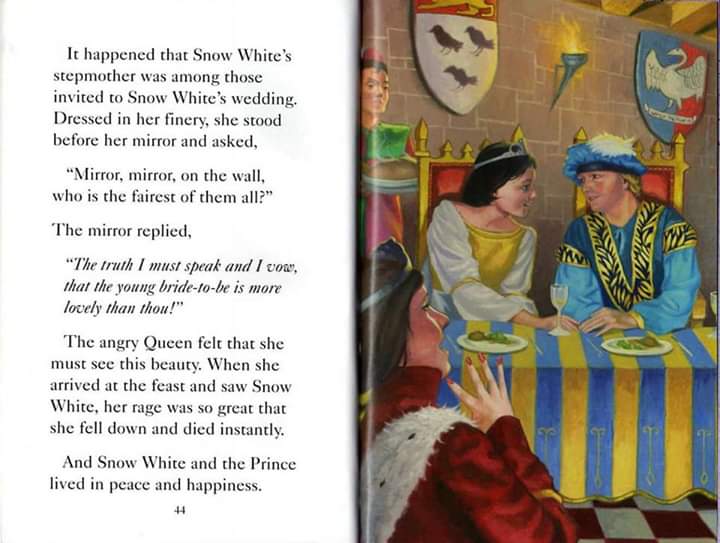 It happened that Snow White's
stepmother was among those
invited to Snow White's wedding.
Dressed in her finery, she stood
before her mirror and asked,
"Mirror, mirror, on the wall,
who is the fairest of them all?"
The mirror replied,
"The truth I must speak and I vow,
that the young bride-to-be is more
lovely than thou!"
The angry Queen felt that she
must see this beauty. When she
arrived at the feast and saw Snow
White, her rage was so great that
she fell down and died instantly.
And Snow White and the Prince
lived in peace and happiness.
44